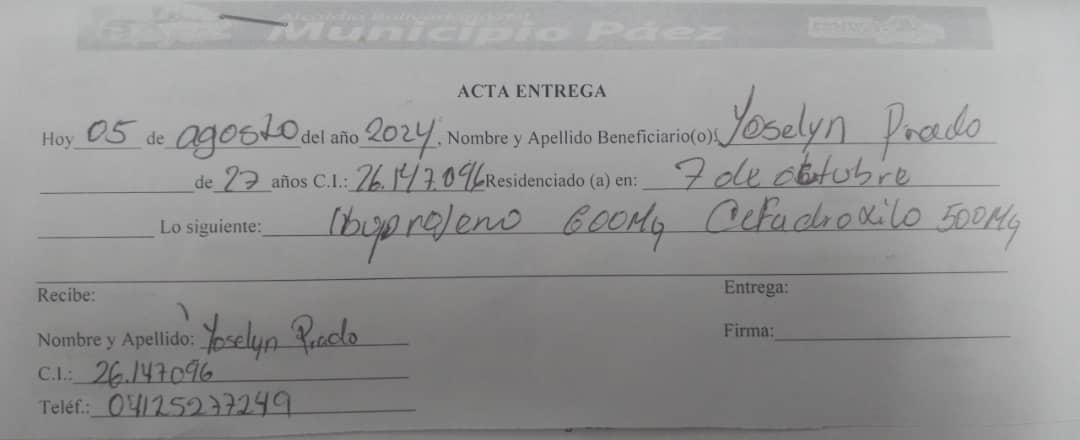 Alcaldía Bolivariana del
Municipio Páez
ACTA ENTREGA
Hoy 05 de agosto del año 2024, Nombre y Apellido Beneficiario(o): Yoselyn Prado
de 27 años C.I.: 26.147.096 Residenciado (a) en: 7 de octubre
Lo siguiente: Ibuprofeno 600Mg Cefadroxilo 500Mg
Recibe:
Entrega:
Nombre y Apellido: Yoselyn Prado
Firma:
C.I.: 26.147096
Teléf.: 04125277249